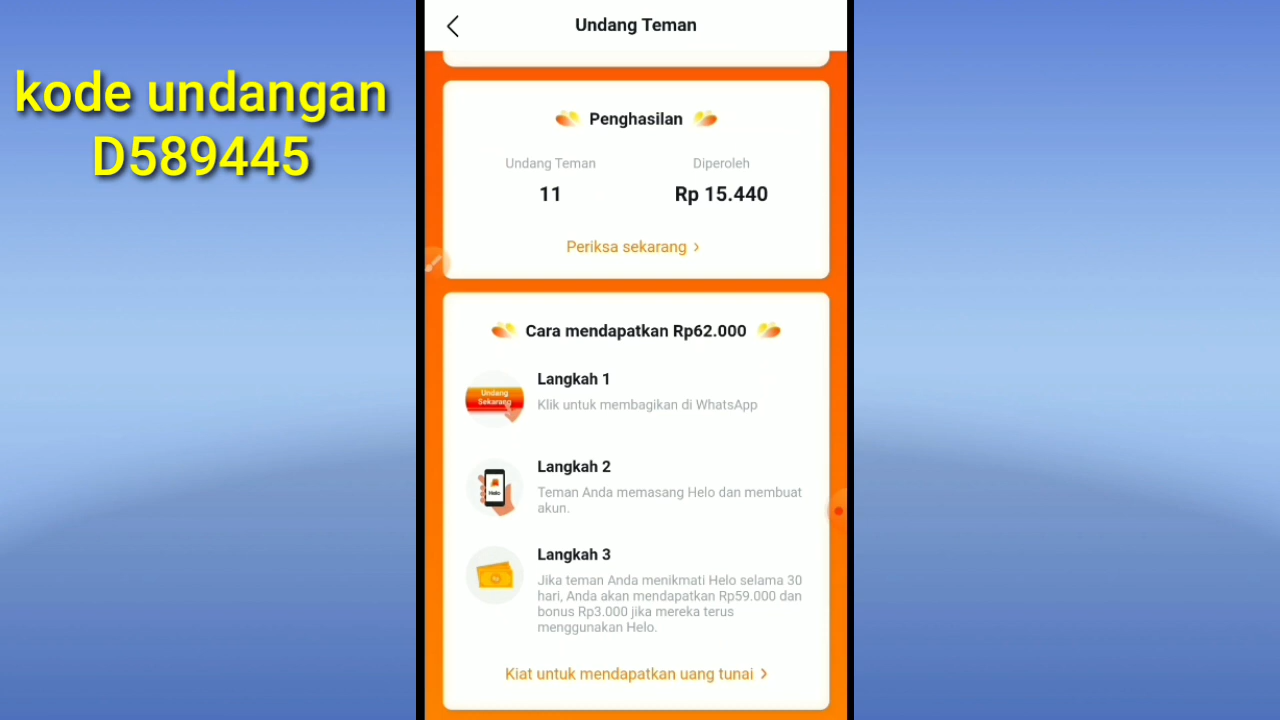 Undang Teman
kode undangan
D589445
Penghasilan
Undang Teman
Diperoleh
11
Rp 15.440
Periksa sekarang >
Cara mendapatkan Rp62.000
Undang
Sekarang
Langkah 1
Klik untuk membagikan di WhatsApp
Helo
Langkah 2
Teman Anda memasang Helo dan membuat
akun.
Langkah 3
Jika teman Anda menikmati Helo selama 30
hari, Anda akan mendapatkan Rp59.000 dan
bonus Rp3.000 jika mereka terus
menggunakan Helo.
Kiat untuk mendapatkan uang tunai >